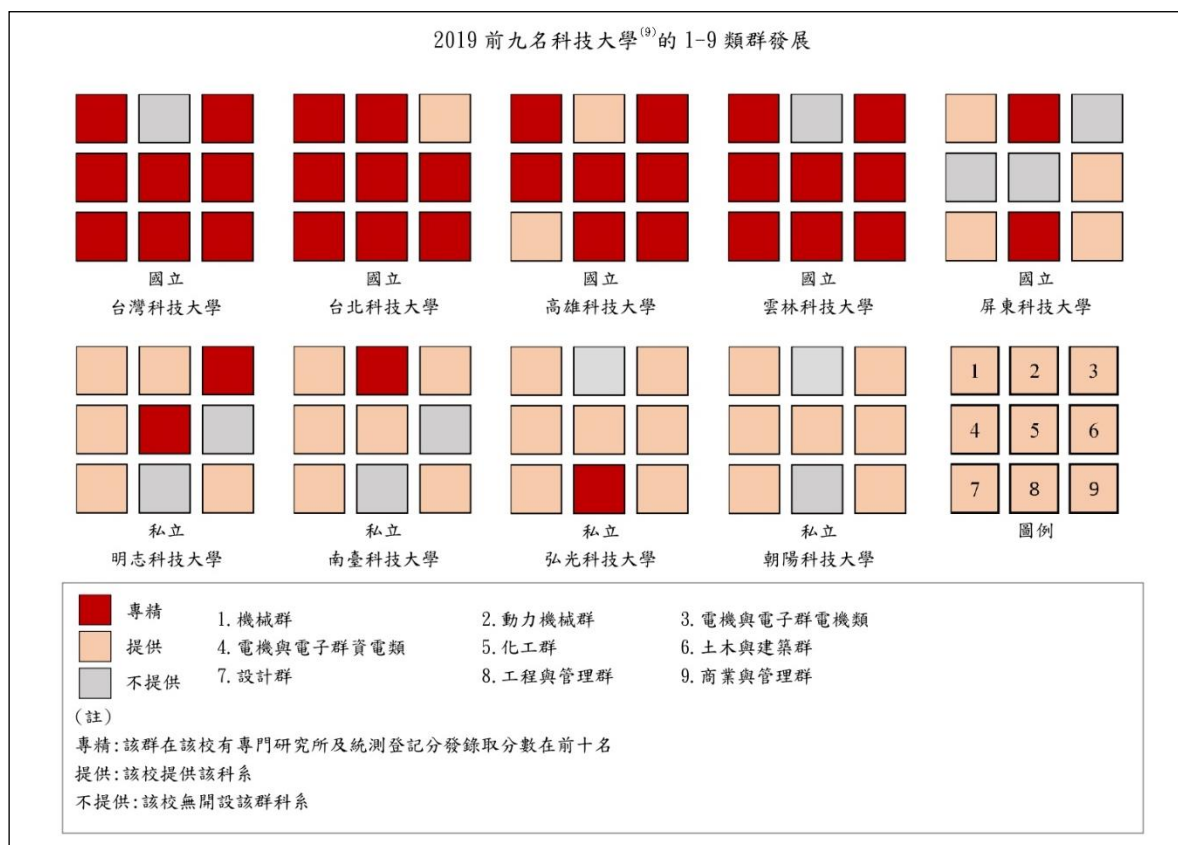 2019 前九名科技大學(9)的 1-9 類群發展
國立
台灣科技大學
國立
台北科技大學
國立
高雄科技大學
國立
雲林科技大學
國立
屏東科技大學
私立
明志科技大學
私立
南臺科技大學
私立
弘光科技大學
私立
朝陽科技大學
1 2 3
4 5 6
7 8 9
圖例
專精
提供
不提供
1.機械群 2.動力機械群 3.電機與電子群電機類
4.電機與電子群資電類 5.化工群 6.土木與建築群
7.設計群 8.工程與管理群 9.商業與管理群
(註)
專精:該群在該校有專門研究所及統測登記分發錄取分數在前十名
提供:該校提供該科系
不提供:該校無開設該群科系